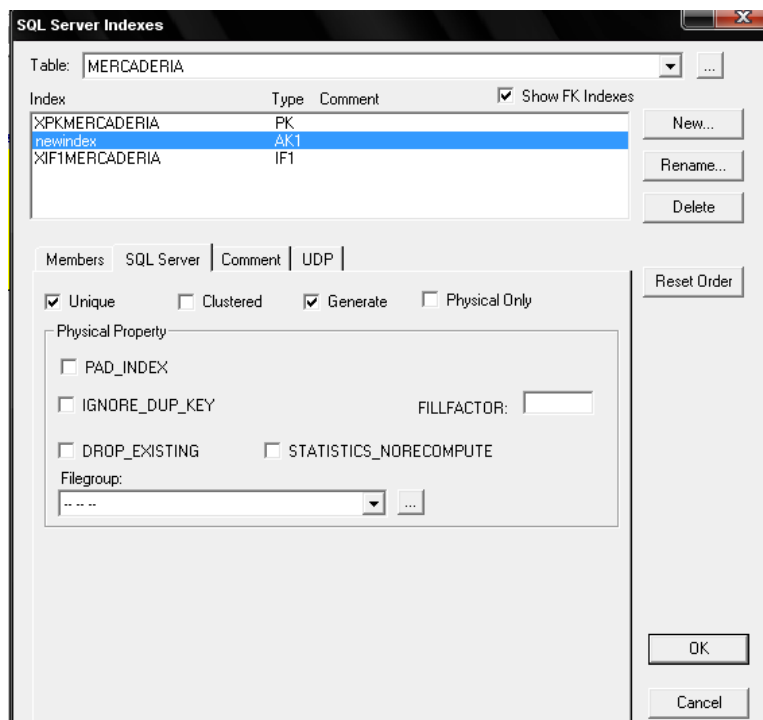 SQL Server Indexes
Table: MERCADERIA ...
Index Type Comment Show FK Indexes
XPKMERCADERIA PK
newindex AK1
XIF1MERCADERIA IF1
New...
Rename...
Delete
Reset Order
Members SQL Server Comment UDP
Unique Clustered Generate Physical Only
Physical Property
PAD_INDEX
IGNORE_DUP_KEY FILLFACTOR:
DROP_EXISTING STATISTICS_NORECOMPUTE
Filegroup:
-- -- -- ...
OK
Cancel